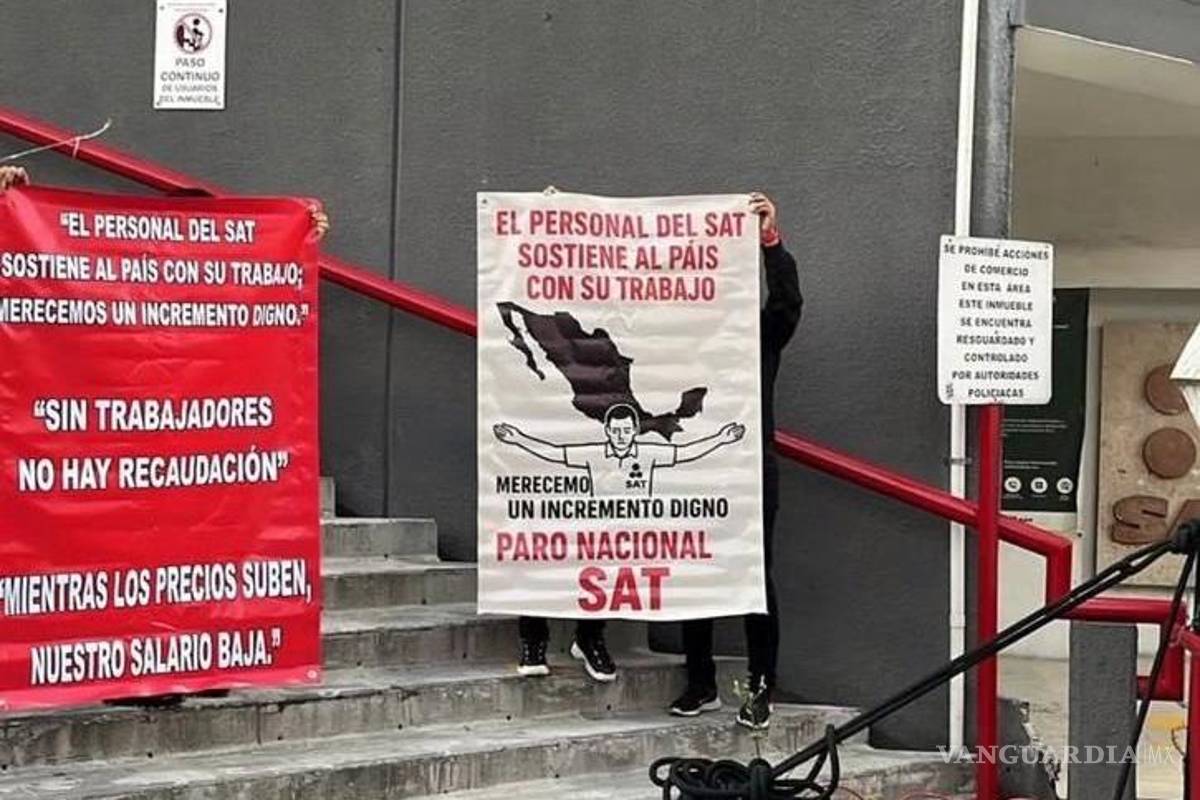 PASO
CONTINUO
DE USUARIOS
DEL INMUEBLE
“EL PERSONAL DEL SAT
SOSTIENE AL PAÍS CON SU TRABAJO;
MERECEMOS UN INCREMENTO DIGNO.”
“SIN TRABAJADORES
NO HAY RECAUDACIÓN”
“MIENTRAS LOS PRECIOS SUBEN,
NUESTRO SALARIO BAJA.”
EL PERSONAL DEL SAT
SOSTIENE AL PÁIS
CON SU TRABAJO
SAT
MERECEMO
UN INCREMENTO DIGNO
PARO NACIONAL
SAT
SE PROHIBE ACCIONES
DE COMERCIO
EN ESTA ÁREA
ESTE INMUEBLE
SE ENCUENTRA
RESGUARDADO Y
CONTROLADO
POR AUTORIDADES
POLICIACAS
VANGUARDIA MX